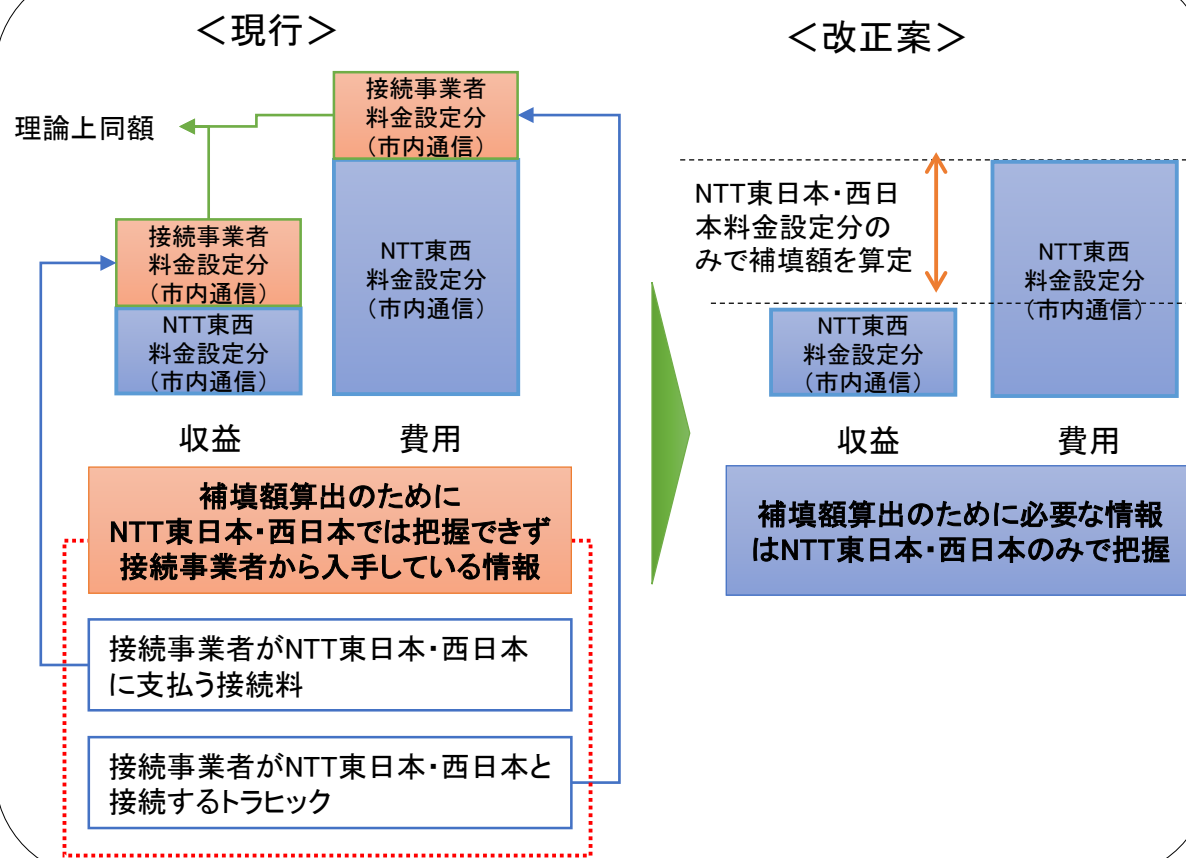 ＜現行＞
理論上同額
接続事業者
料金設定分
（市内通信）
NTT東西
料金設定分
（市内通信）
接続事業者
料金設定分
（市内通信）
NTT東西
料金設定分
（市内通信）
収益
費用
補填額算出のために
NTT東日本・西日本では把握できず
接続事業者から入手している情報
接続事業者がNTT東日本・西日本
に支払う接続料
接続事業者がNTT東日本・西日本と
接続するトラヒック
＜改正案＞
NTT東日本・西日
本料金設定分の
みで補填額を算定
NTT東西
料金設定分
（市内通信）
NTT東西
料金設定分
（市内通信）
収益
費用
補填額算出のために必要な情報
はNTT東日本・西日本のみで把握